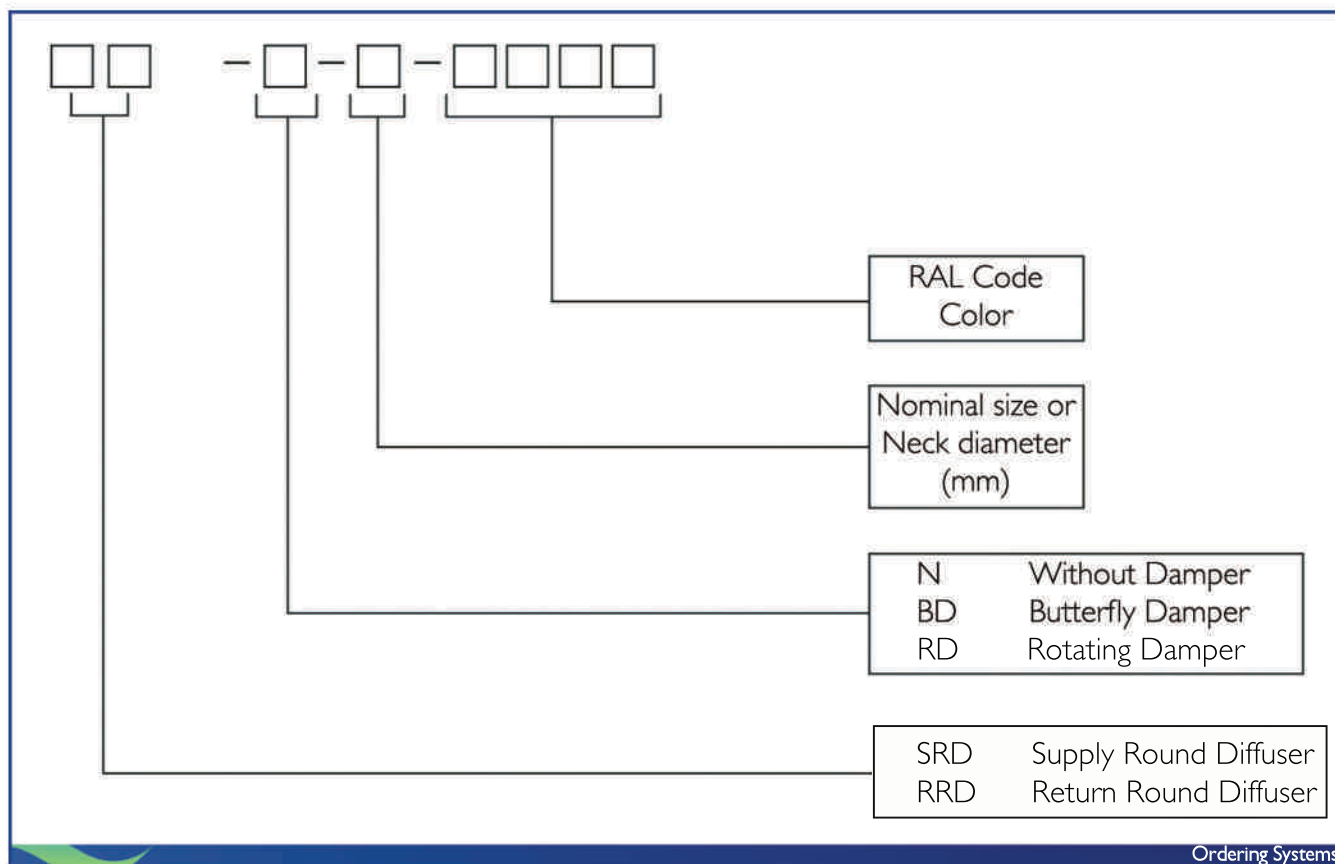 RAL Code
Color
Nominal size or
Neck diameter
(mm)
N Without Damper
BD Butterfly Damper
RD Rotating Damper
SRD Supply Round Diffuser
RRD Return Round Diffuser
Ordering Systems